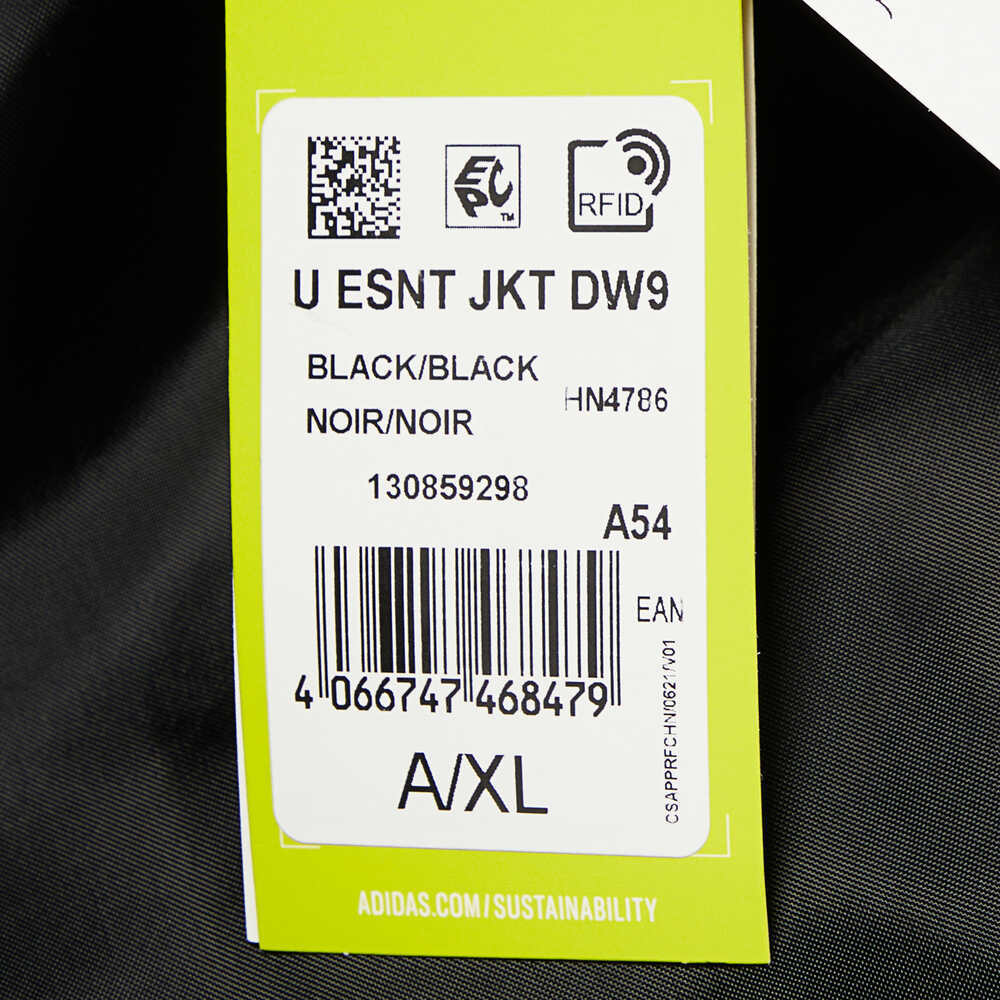 EPC™
RFID
U ESNT JKT DW9
BLACK/BLACK
NOIR/NOIR
HN4786
130859298
A54
EAN
4 066747 468479
CSAPPRFCHN/0621/V01
A/XL
ADIDAS.COM/SUSTAINABILITY